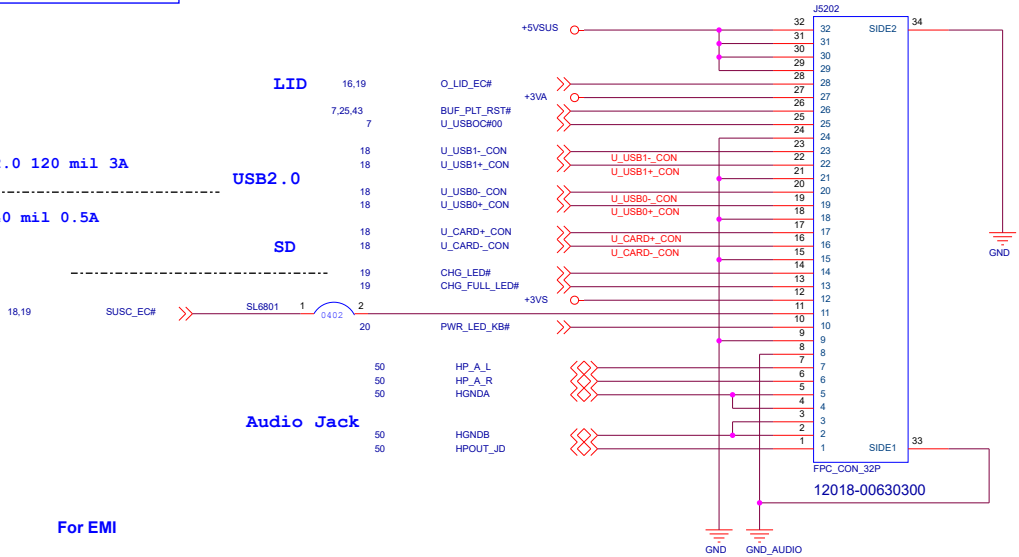 J5202
+5VSUS 32 32 SIDE2 34
31 31
30 30
29 29
LID 16,19 O_LID_EC# 28 28
+3VA 27 27
7,25,43 BUF_PLT_RST# 26 26
7 U_USBOC#00 25 25
24 24
18 U_USB1-_CON U_USB1-_CON 23 23
.0 120 mil 3A 18 U_USB1+_CON U_USB1+_CON 22 22
USB2.0 21 21
18 U_USB0-_CON U_USB0-_CON 20 20
18 U_USB0+_CON U_USB0+_CON 19 19
0 mil 0.5A 18 18
18 U_CARD+_CON U_CARD+_CON 17 17
SD 18 U_CARD-_CON U_CARD-_CON 16 16
15 15
GND
19 CHG_LED# 14 14
19 CHG_FULL_LED# 13 13
+3VS 12 12
18,19 SUSC_EC# SL6801 1 0402 2 11 11
20 PWR_LED_KB# 10 10
9 9
8 8
50 HP_A_L 7 7
50 HP_A_R 6 6
50 HGNDA 5 5
4 4
Audio Jack 3 3
50 HGNDB 2 2
50 HPOUT_JD 1 1 SIDE1 33
FPC_CON_32P
12018-00630300
For EMI
GND GND_AUDIO